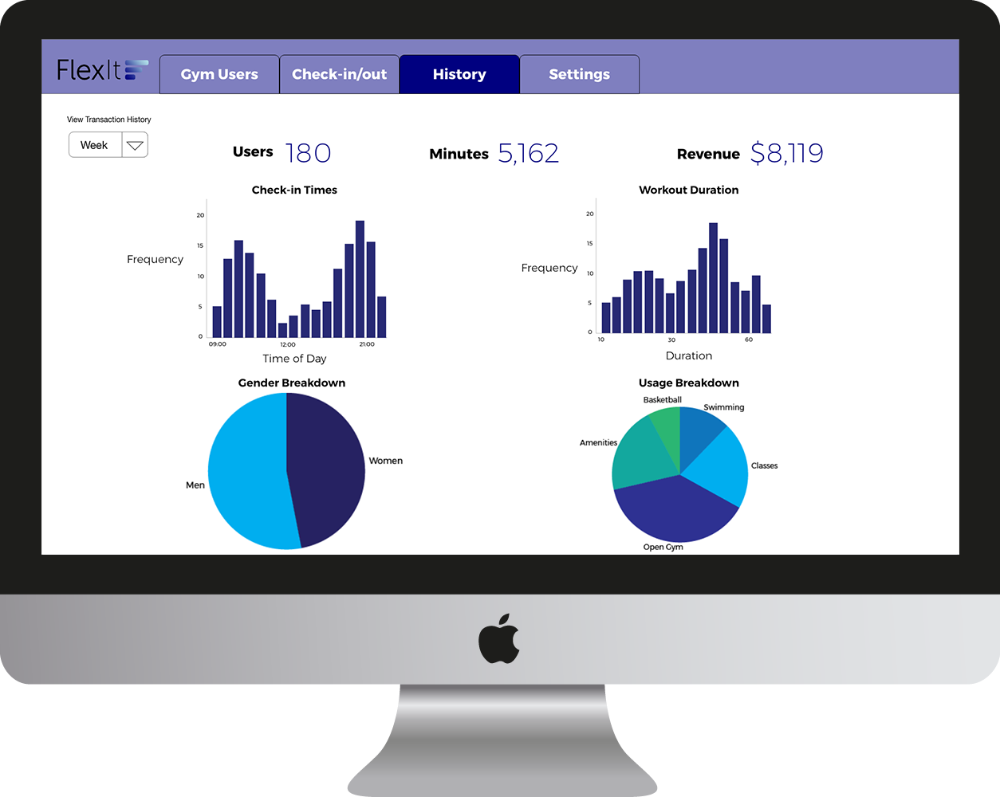 FlexIt
Gym Users
Check-in/out
History
Settings
View Transaction History
Week
Users 180
Minutes 5,162
Revenue $8,119
Check-in Times
20
15
10
5
0
Frequency
09:00 12:00 21:00
Time of Day
Workout Duration
20
15
10
5
0
Frequency
10 30 60
Duration
Gender Breakdown
Women
Men
Usage Breakdown
Basketball
Swimming
Amenities
Classes
Open Gym